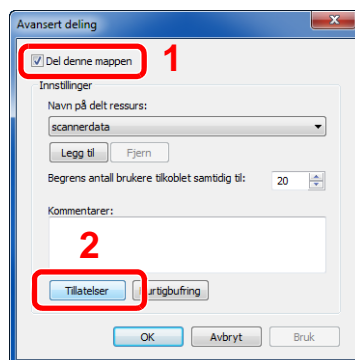 Avansert deling
Del denne mappen
1
Innstillinger
Navn på delt ressurs:
scannerdata
Legg til Fjern
Begrens antall brukere tilkoblet samtidig til: 20
Kommentarer:
2
Tillatelser urtigbufring
OK Avbryt Bruk